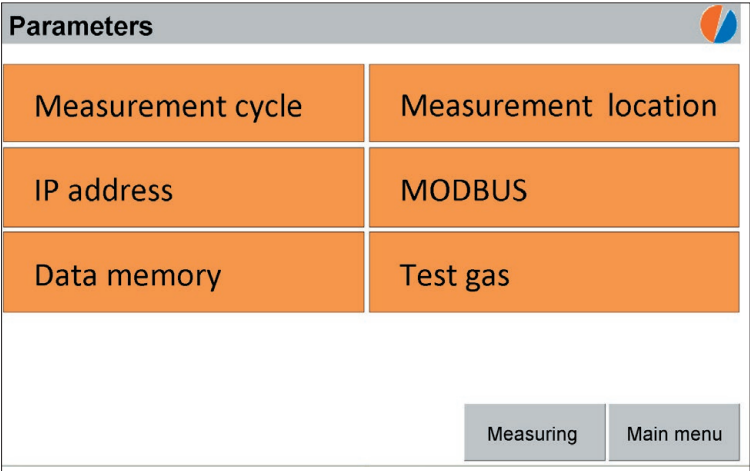 Parameters
Measurement cycle
Measurement location
IP address
MODBUS
Data memory
Test gas
Measuring
Main menu